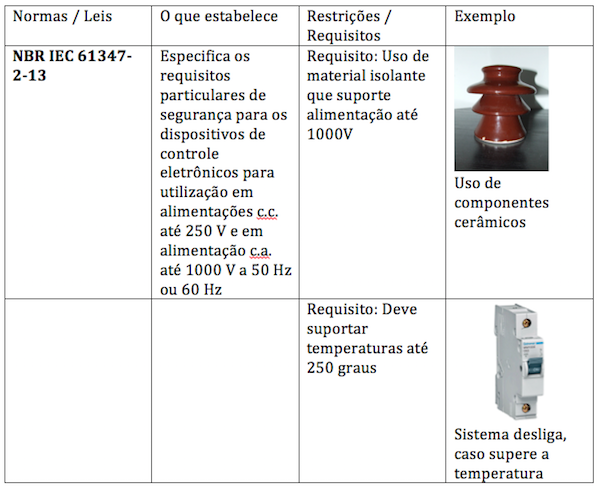 Normas / Leis
O que estabelece
Restrições /
Requisitos
Exemplo
NBR IEC 61347-
2-13
Especifica os
requisitos
particulares de
segurança para os
dispositivos de
controle
eletrônicos para
utilização em
alimentações c.c.
até 250 V e em
alimentação c.a.
até 1000 V a 50 Hz
ou 60 Hz
Requisito: Uso de
material isolante
que suporte
alimentação até
1000V
Uso de
componentes
cerâmicos
Requisito: Deve
suportar
temperaturas até
250 graus
Sistema desliga,
caso supere a
temperatura